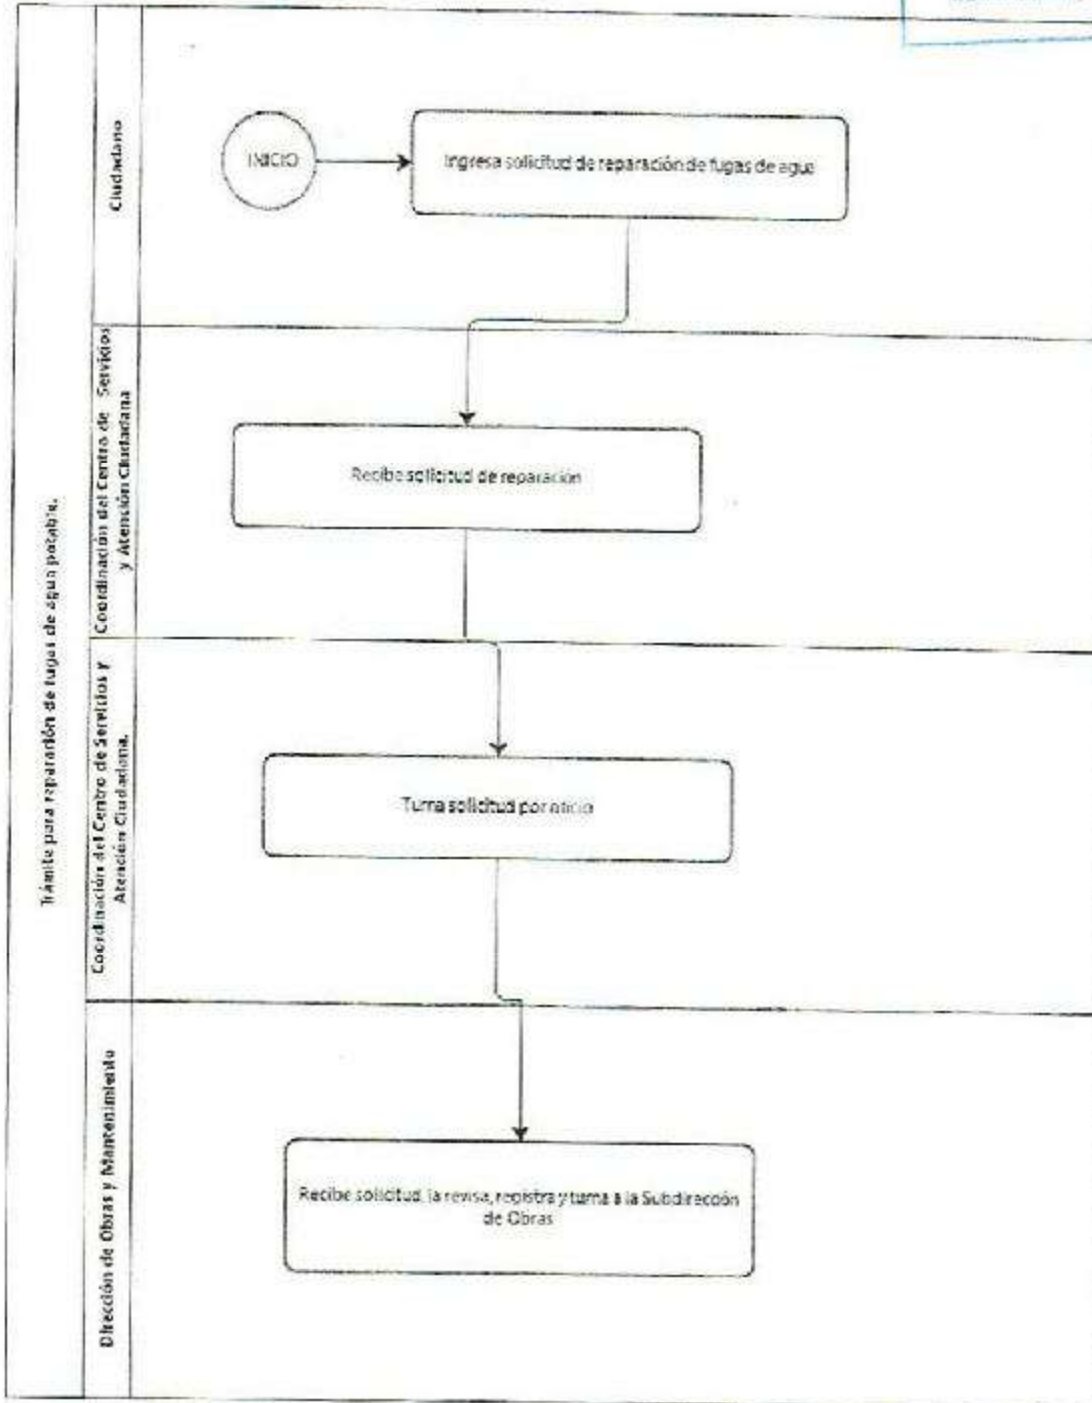 Trámite para reparación de fugas de agua potable.
Ciudadano
INICIO
Ingresa solicitud de reparación de fugas de agua
Coordinación del Centro de Servicios
y Atención Ciudadana
Recibe solicitud de reparación
Coordinación del Centro de Servicios y
Atención Ciudadana.
Turna solicitud por oficio
Dirección de Obras y Mantenimiento
Recibe solicitud, la revisa, registra y turna a la Subdirección
de Obras